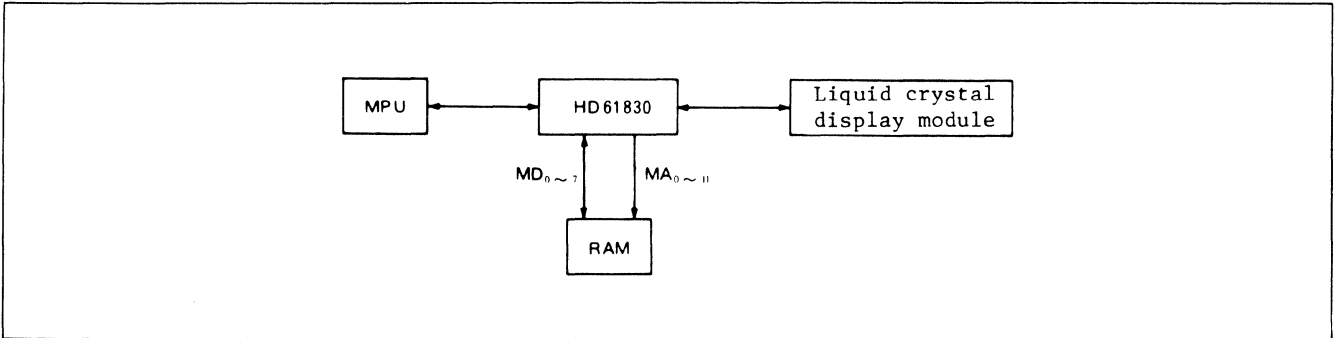 MPU
HD61830
Liquid crystal
display module
MD0~7
MA0~11
RAM